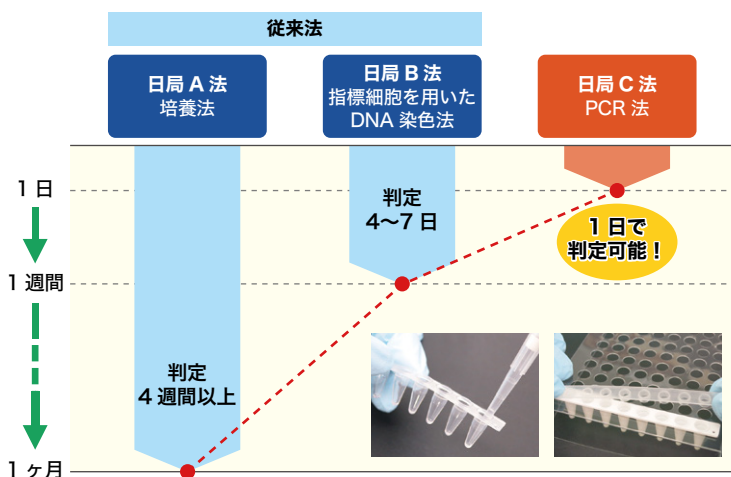 従来法
日局 A 法
培養法
日局 B 法
指標細胞を用いた
DNA 染色法
日局 C 法
PCR 法
1 日
1 週間
1 ヶ月
判定
4 週間以上
判定
4〜7 日
1 日で
判定可能！